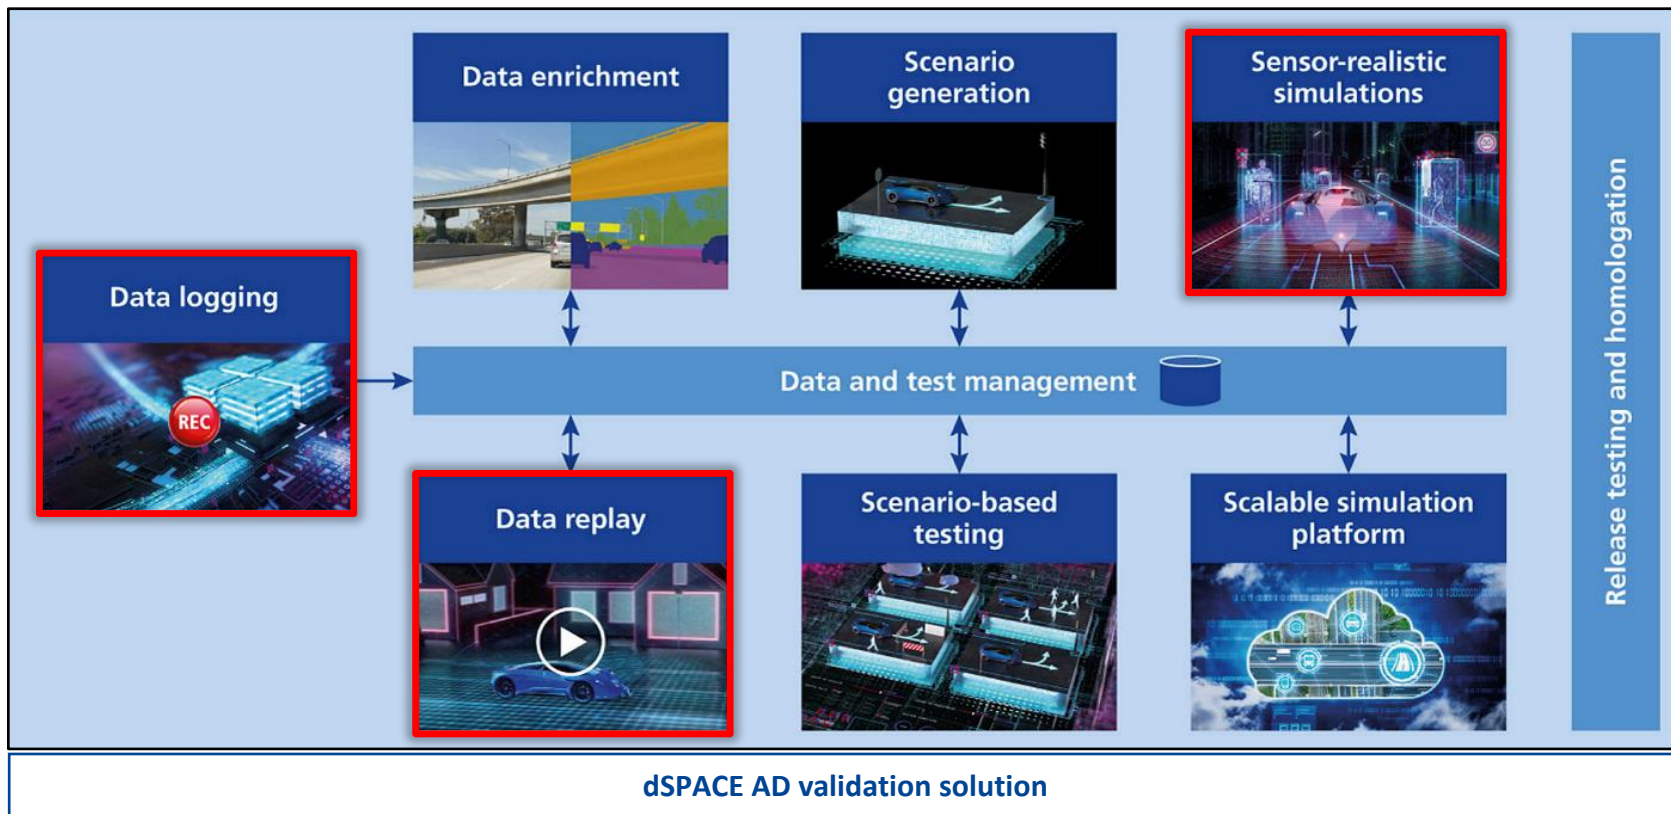 Data enrichment
Scenario
generation
Sensor-realistic
simulations
Data logging
REC
Data and test management
Data replay
Scenario-based
testing
Scalable simulation
platform
Release testing and homologation
dSPACE AD validation solution